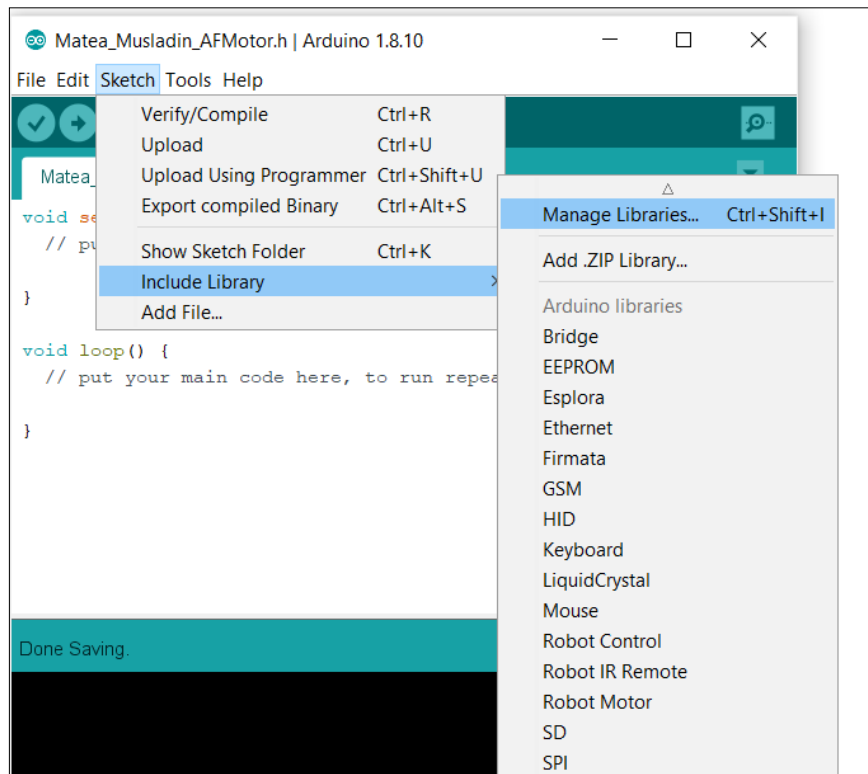 Matea_Musladin_AFMotor.h | Arduino 1.8.10
File Edit Sketch Tools Help
Verify/Compile Ctrl+R
Upload Ctrl+U
Upload Using Programmer Ctrl+Shift+U
Export compiled Binary Ctrl+Alt+S
Show Sketch Folder Ctrl+K
Include Library
Add File...
Matea_
void se
// pu
}
void loop() {
// put your main code here, to run repea
}
Done Saving.
Manage Libraries... Ctrl+Shift+I
Add .ZIP Library...
Arduino libraries
Bridge
EEPROM
Esplora
Ethernet
Firmata
GSM
HID
Keyboard
LiquidCrystal
Mouse
Robot Control
Robot IR Remote
Robot Motor
SD
SPI